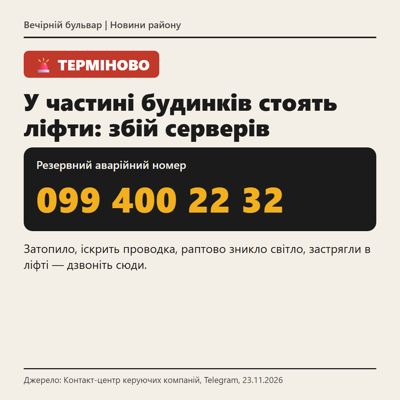 Вечірній бульвар | Новини району
🚨 ТЕРМІНОВО
У частині будинків стоять
ліфти: збій серверів
Резервний аварійний номер
099 400 22 32
Затопило, іскрить проводка, раптово зникло світло, застрягли в
ліфті — дзвоніть сюди.
Джерело: Контакт-центр керуючих компаній, Telegram, 23.11.2026